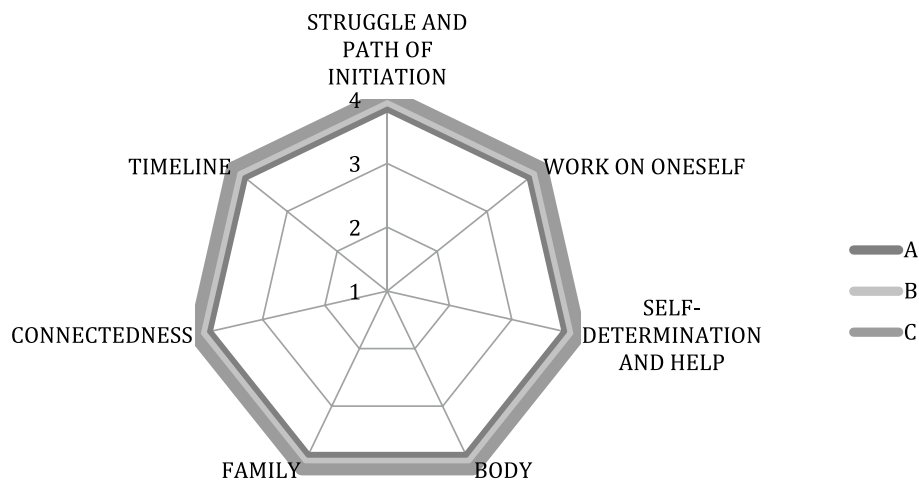 STRUGGLE AND
PATH OF
INITIATION
4
TIMELINE
WORK ON ONESELF
3
2
A
1
B
SELF-
DETERMINATION
AND HELP
CONNECTEDNESS
C
FAMILY
BODY